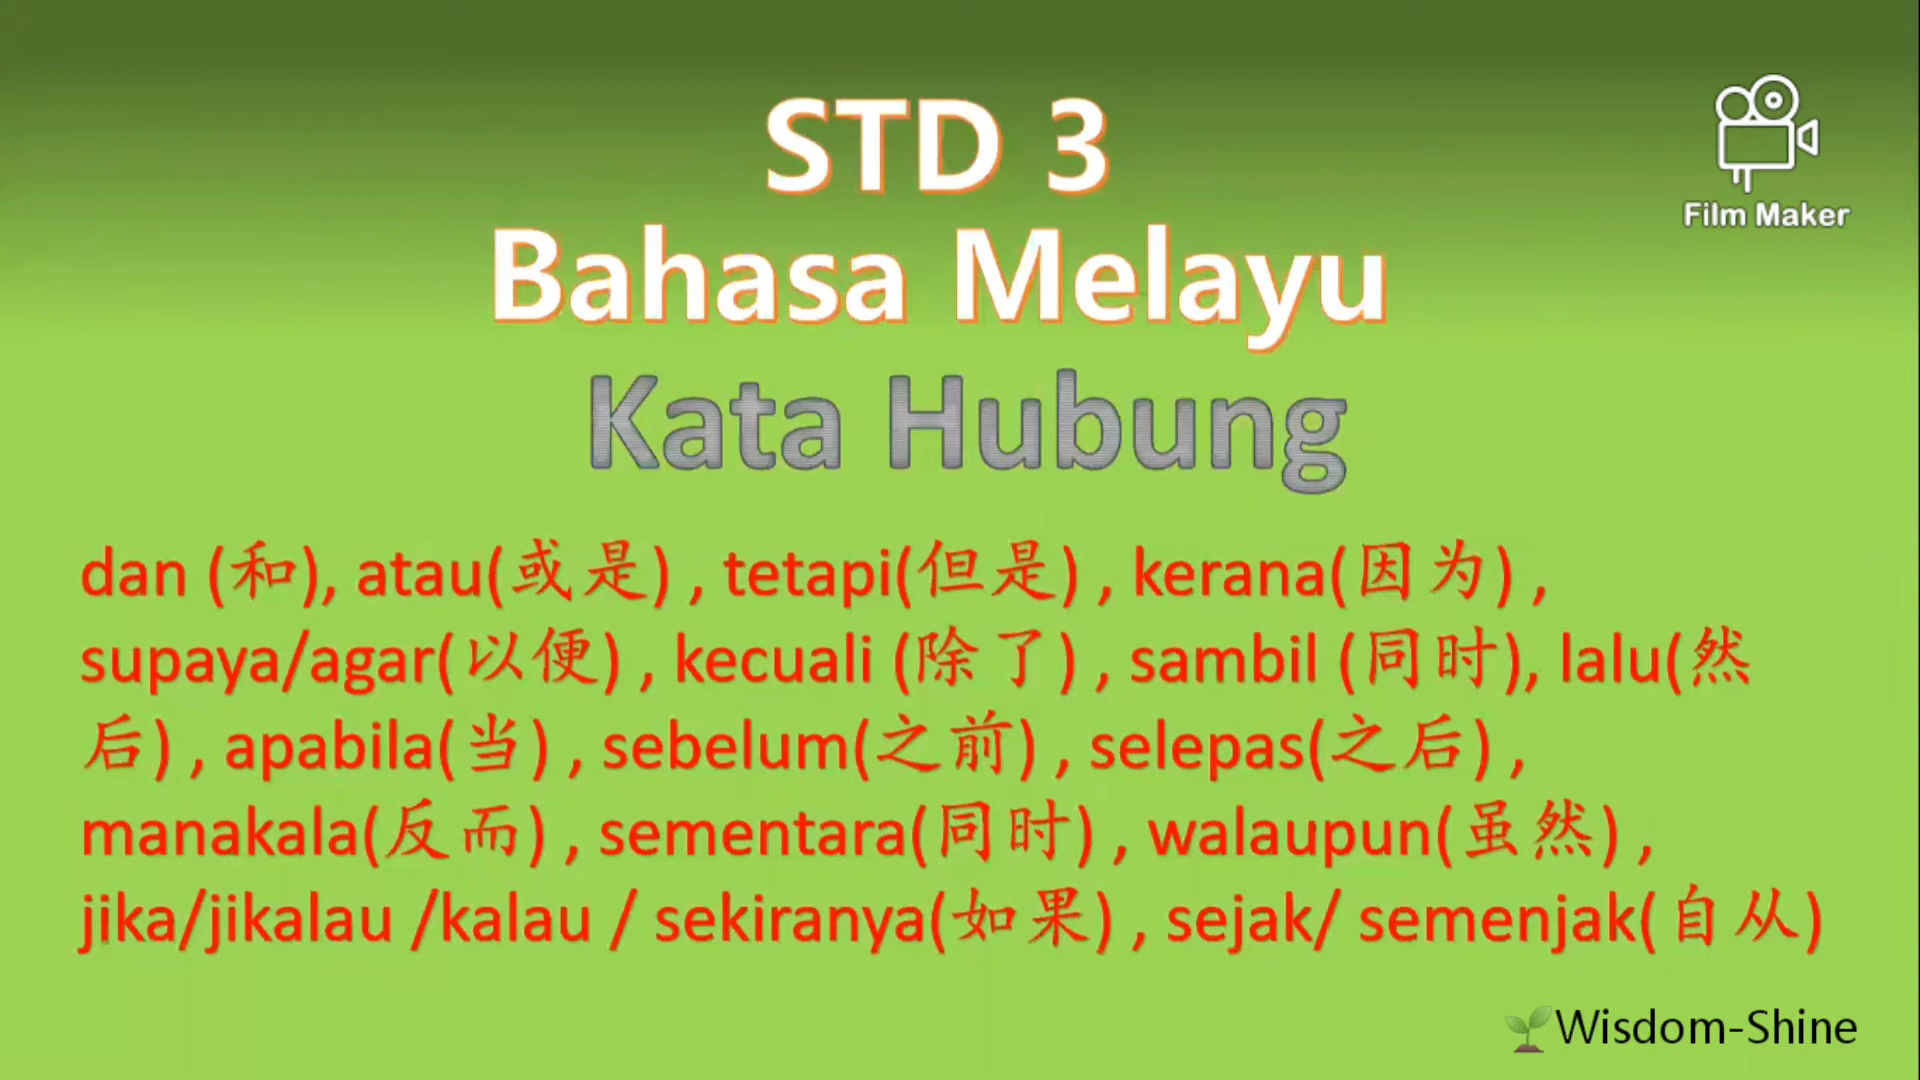 STD 3
Film Maker
Bahasa Melayu
Kata Hubung
dan (和), atau(或是) , tetapi(但是) , kerana(因为) ,
supaya/agar(以便) , kecuali (除了) , sambil (同时), lalu(然
后) , apabila(当) , sebelum(之前) , selepas(之后) ,
manakala(反而) , sementara(同时) , walaupun(虽然) ,
jika/jikalau /kalau / sekiranya(如果) , sejak/ semenjak(自从)
Wisdom-Shine